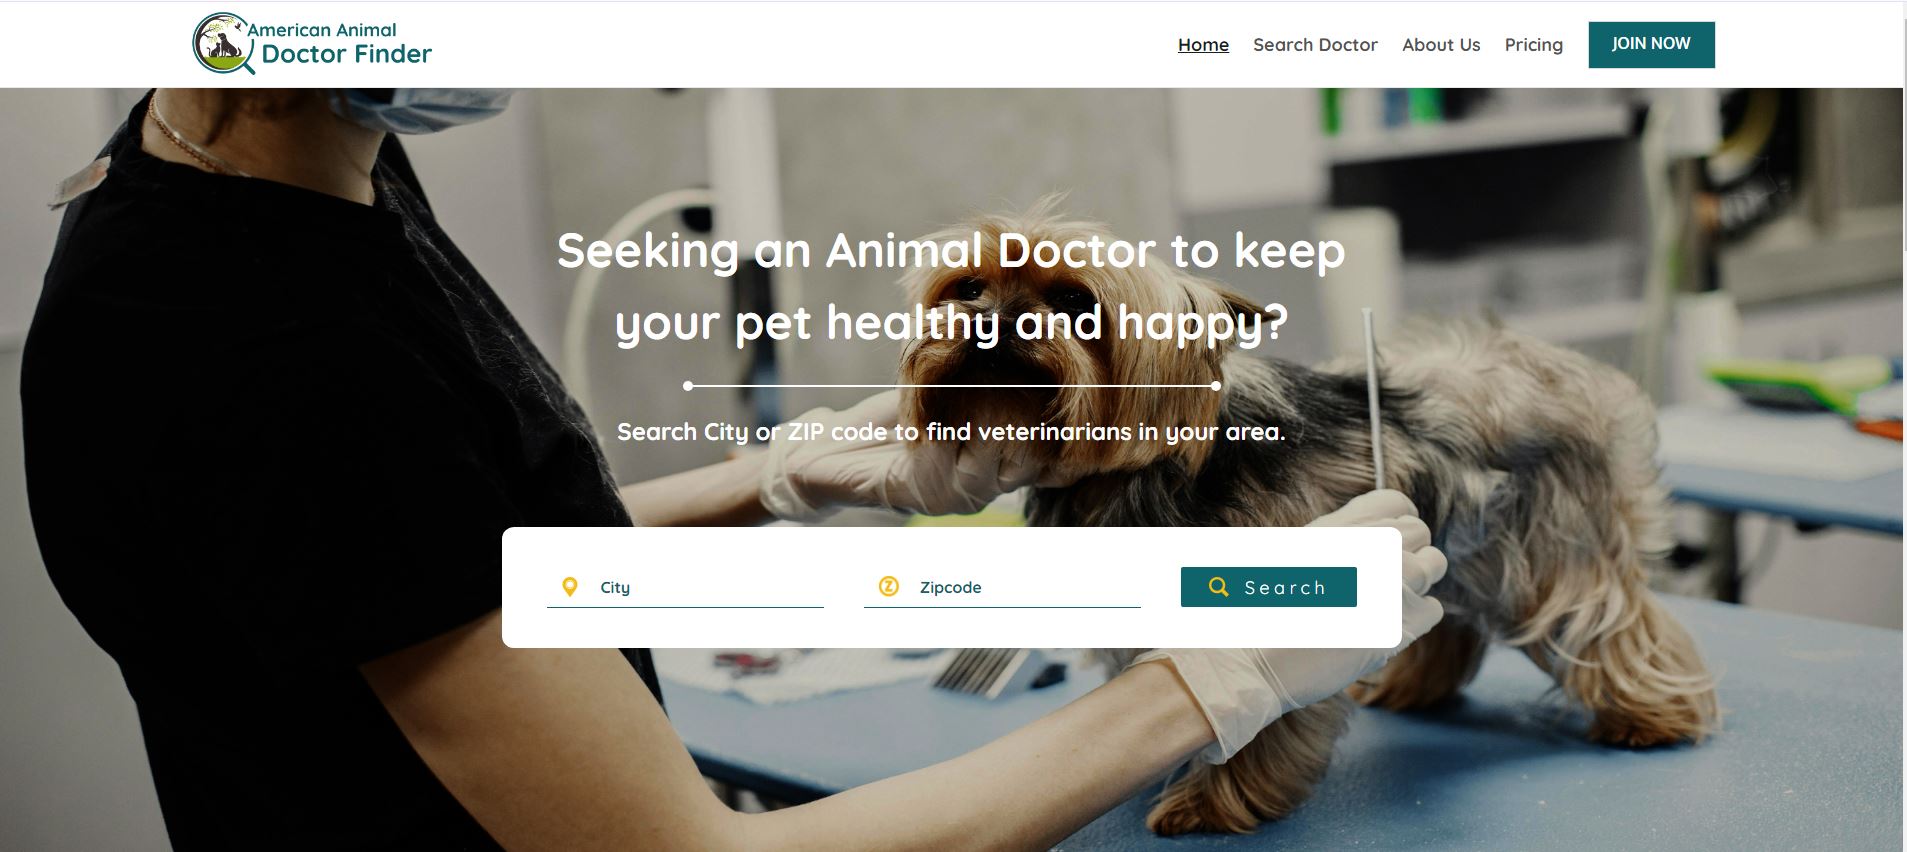 American Animal
Doctor Finder
Home
Search Doctor
About Us
Pricing
JOIN NOW
Seeking an Animal Doctor to keep
your pet healthy and happy?
Search City or ZIP code to find veterinarians in your area.
City
Z
Zipcode
Search